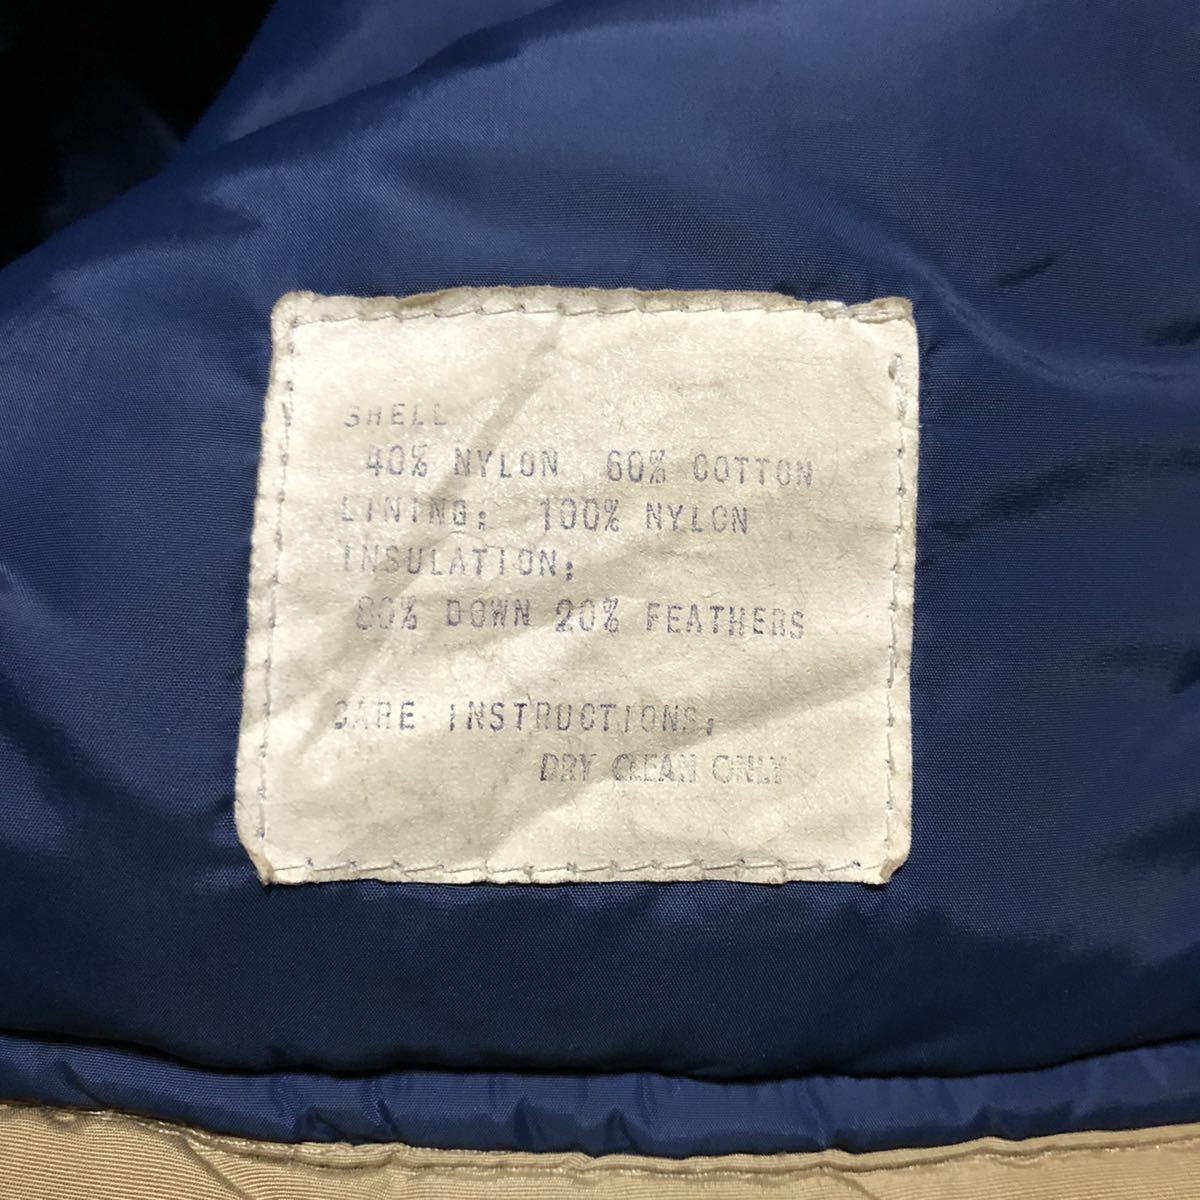 SHELL
40% NYLON 60% COTTON
LINING: 100% NYLON
INSULATION:
80% DOWN 20% FEATHERS
CARE INSTRUCTIONS:
DRY CLEAN ONLY